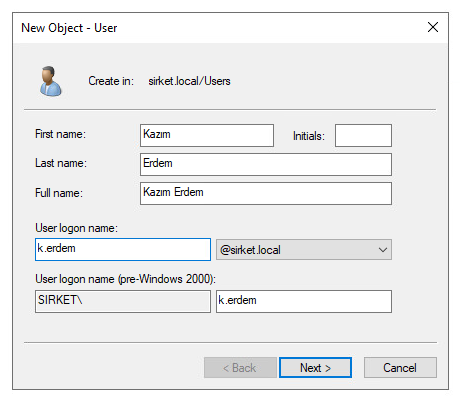 New Object - User
Create in: sirket.local/Users
First name: Kazım Initials:
Last name: Erdem
Full name: Kazım Erdem
User logon name:
k.erdem @sirket.local
User logon name (pre-Windows 2000):
SIRKET\ k.erdem
< Back Next > Cancel